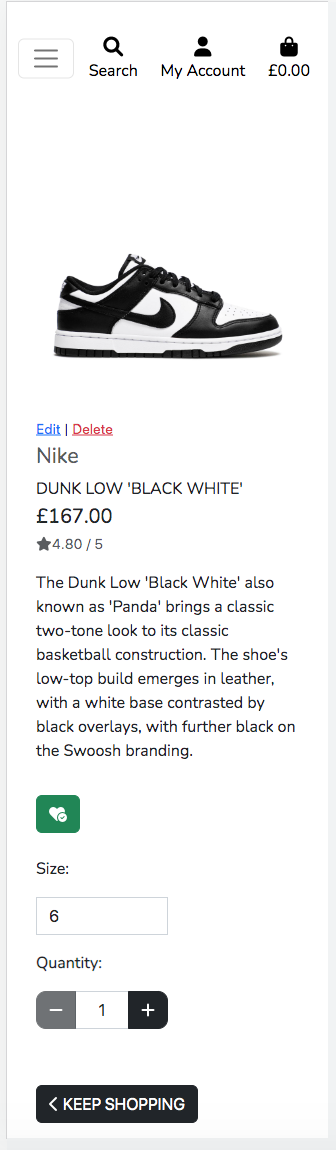 Search
My Account
£0.00
Edit | Delete
Nike
DUNK LOW 'BLACK WHITE'
£167.00
4.80 / 5
The Dunk Low 'Black White' also
known as 'Panda' brings a classic
two-tone look to its classic
basketball construction. The shoe's
low-top build emerges in leather,
with a white base contrasted by
black overlays, with further black on
the Swoosh branding.
Size:
6
Quantity:
1
KEEP SHOPPING